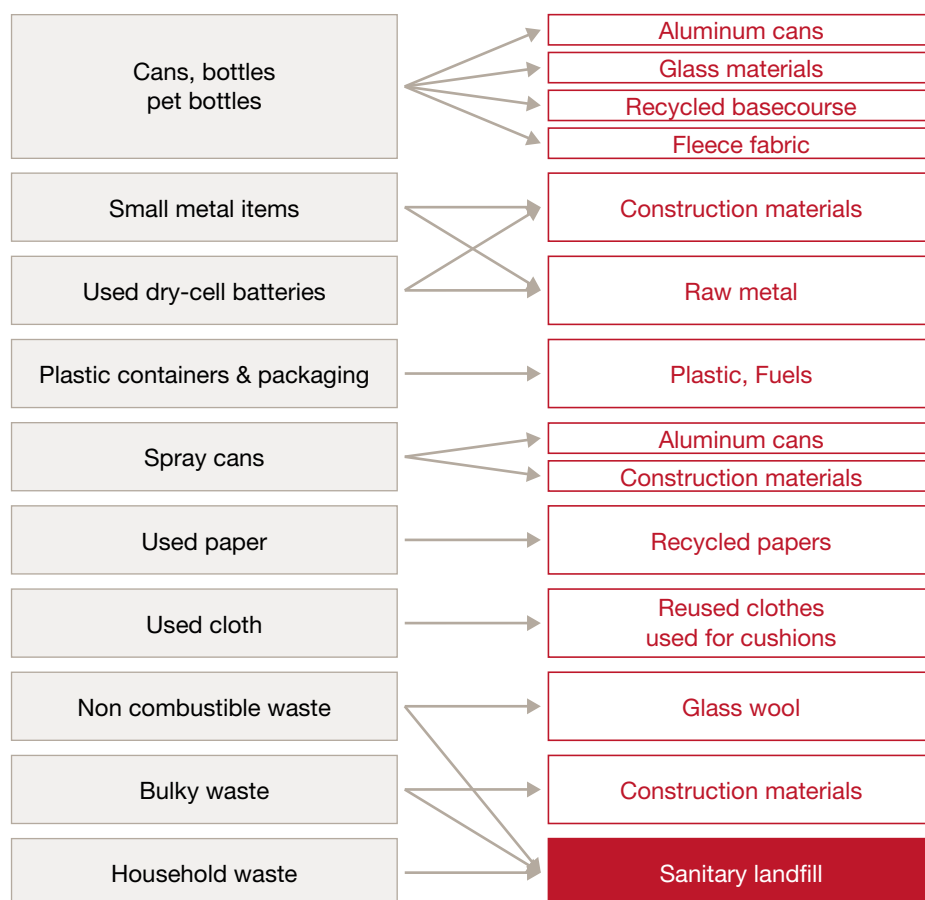 Cans, bottles
pet bottles
Aluminum cans
Glass materials
Recycled basecourse
Fleece fabric
Small metal items
Construction materials
Used dry-cell batteries
Raw metal
Plastic containers & packaging
Plastic, Fuels
Spray cans
Aluminum cans
Construction materials
Used paper
Recycled papers
Used cloth
Reused clothes
used for cushions
Non combustible waste
Glass wool
Bulky waste
Construction materials
Household waste
Sanitary landfill